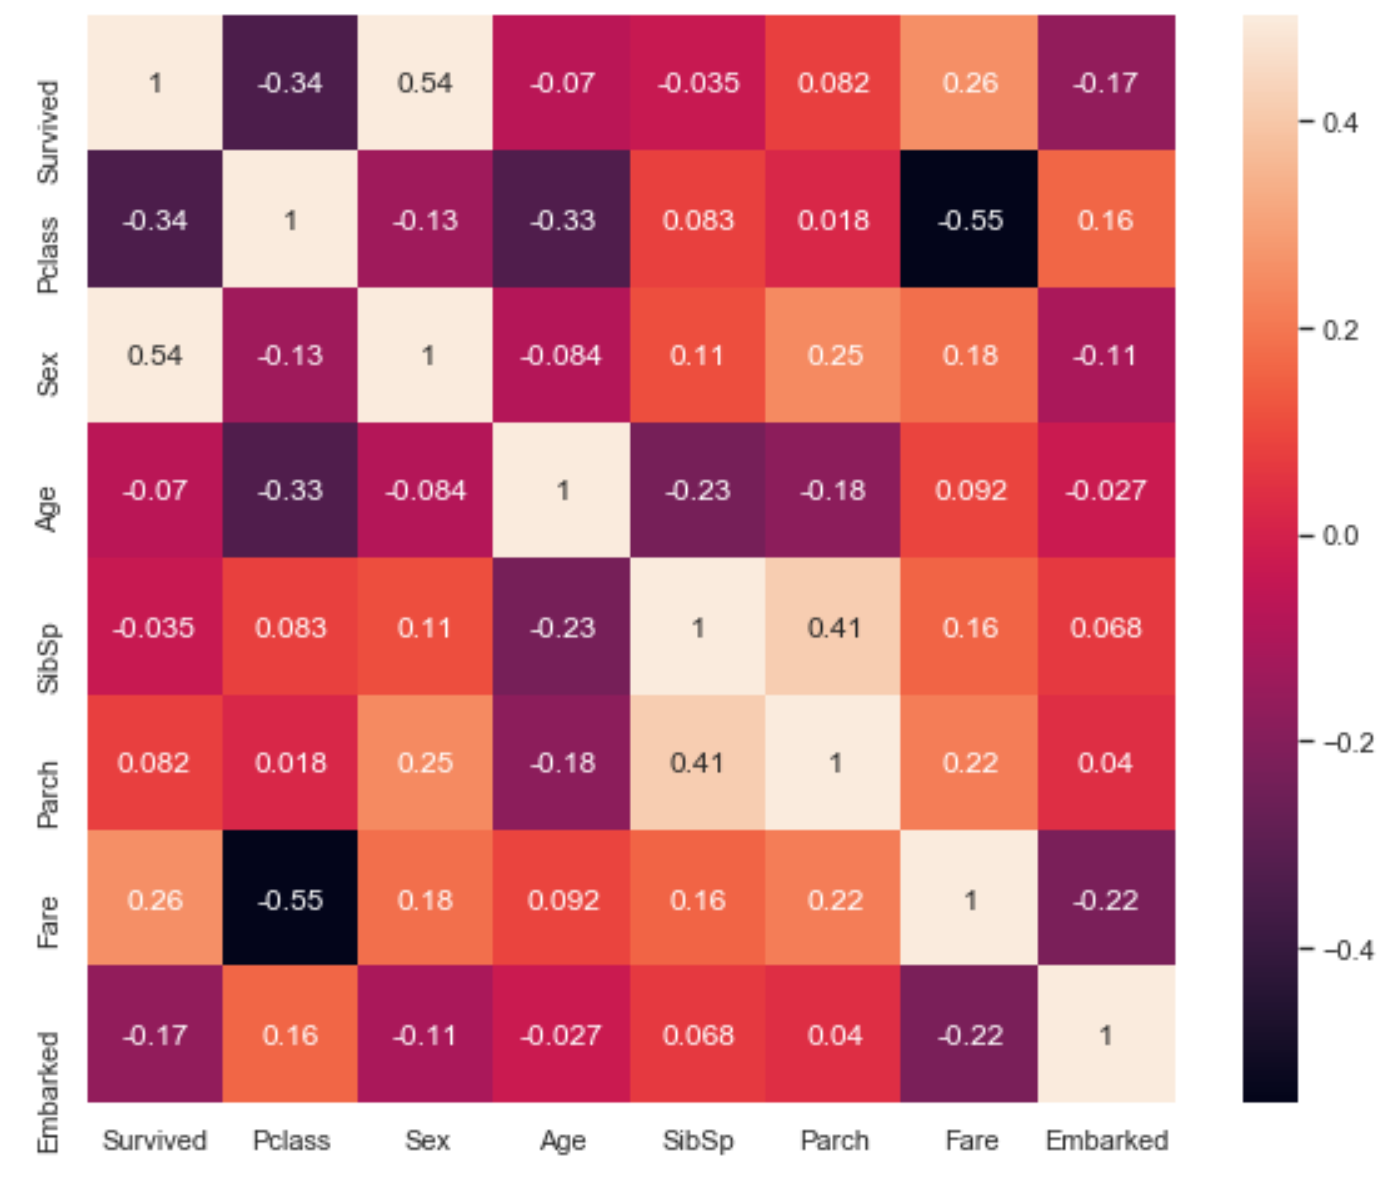 Survived 1 -0.34 0.54 -0.07 -0.035 0.082 0.26 -0.17
Pclass -0.34 1 -0.13 -0.33 0.083 0.018 -0.55 0.16
Sex 0.54 -0.13 1 -0.084 0.11 0.25 0.18 -0.11
Age -0.07 -0.33 -0.084 1 -0.23 -0.18 0.092 -0.027
SibSp -0.035 0.083 0.11 -0.23 1 0.41 0.16 0.068
Parch 0.082 0.018 0.25 -0.18 0.41 1 0.22 0.04
Fare 0.26 -0.55 0.18 0.092 0.16 0.22 1 -0.22
Embarked -0.17 0.16 -0.11 -0.027 0.068 0.04 -0.22 1
Survived Pclass Sex Age SibSp Parch Fare Embarked
0.4
0.2
0.0
−0.2
−0.4